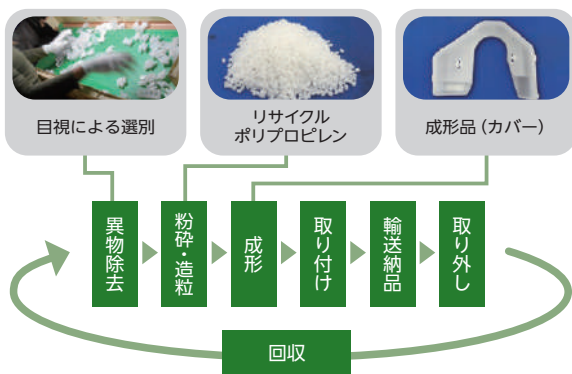 目視による選別
リサイクル
ポリプロピレン
成形品(カバー)
異物除去
粉砕・造粒
成形
取り付け
輸送納品
取り外し
回収